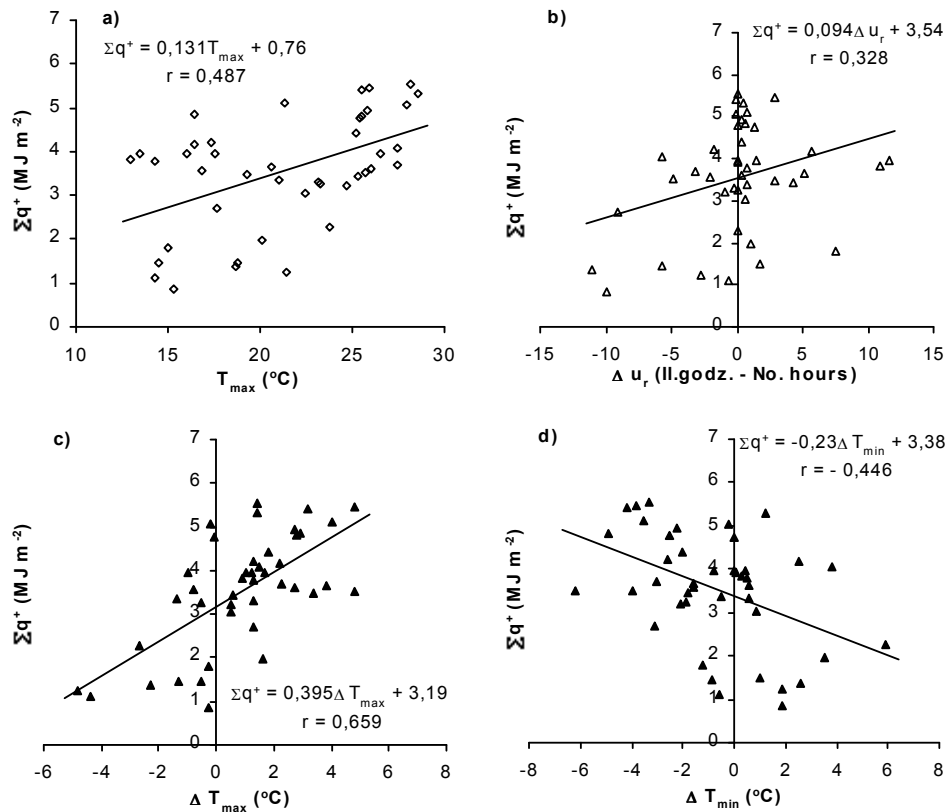 a)
Σq⁺ = 0,131T_max + 0,76
r = 0,487
7
6
5
4
3
2
1
0
Σq⁺ (MJ m⁻²)
10 15 20 25 30
T_max (°C)
b)
Σq⁺ = 0,094Δ u_r + 3,54
r = 0,328
7
6
5
4
3
2
1
0
Σq⁺ (MJ m⁻²)
-15 -10 -5 0 5 10 15
Δ u_r (ll.godz. - No. hours)
c)
7
6
5
4
3
2
1
0
Σq⁺ (MJ m⁻²)
Σq⁺ = 0,395Δ T_max + 3,19
r = 0,659
-6 -4 -2 0 2 4 6 8
Δ T_max (°C)
d)
Σq⁺ = -0,23Δ T_min + 3,38
r = - 0,446
7
6
5
4
3
2
1
0
Σq⁺ (MJ m⁻²)
-8 -6 -4 -2 0 2 4 6 8
Δ T_min (°C)